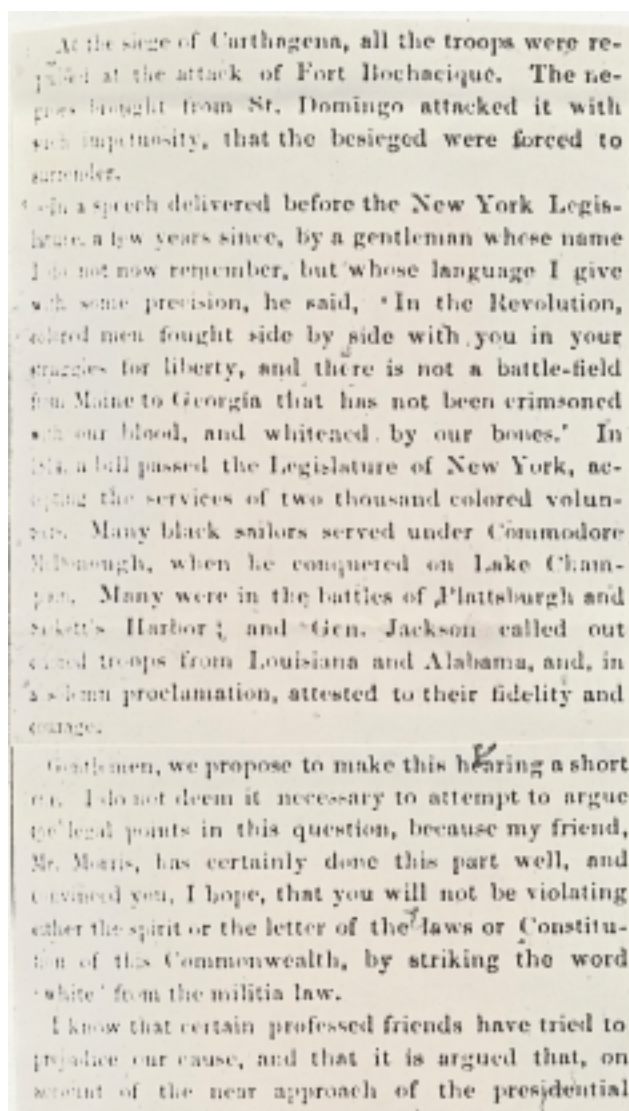 At the siege of Carthagena, all the troops were re-
pulsed at the attack of Fort Bochacique. The ne-
groes brought from St. Domingo attacked it with
such impetuosity, that the besieged were forced to
surrender.
In a speech delivered before the New York Legis-
lature, a few years since, by a gentleman whose name
I do not now remember, but whose language I give
with some precision, he said, 'In the Revolution,
colored men fought side by side with you in your
struggles for liberty, and there is not a battle-field
from Maine to Georgia that has not been crimsoned
with our blood, and whitened by our bones.' In
1814, a bill passed the Legislature of New York, ac-
cepting the services of two thousand colored volun-
teers. Many black sailors served under Commodore
McDonough, when he conquered on Lake Cham-
plain. Many were in the battles of Plattsburgh and
Sackett's Harbor; and Gen. Jackson called out
colored troops from Louisiana and Alabama, and, in
a solemn proclamation, attested to their fidelity and
courage.
Gentlemen, we propose to make this hearing a short
one. I do not deem it necessary to attempt to argue
the legal points in this question, because my friend,
Mr. Morris, has certainly done this part well, and
convinced you, I hope, that you will not be violating
either the spirit or the letter of the laws or Constitu-
tion of this Commonwealth, by striking the word
'white' from the militia law.
I know that certain professed friends have tried to
prejudice our cause, and that it is argued that, on
account of the near approach of the presidential